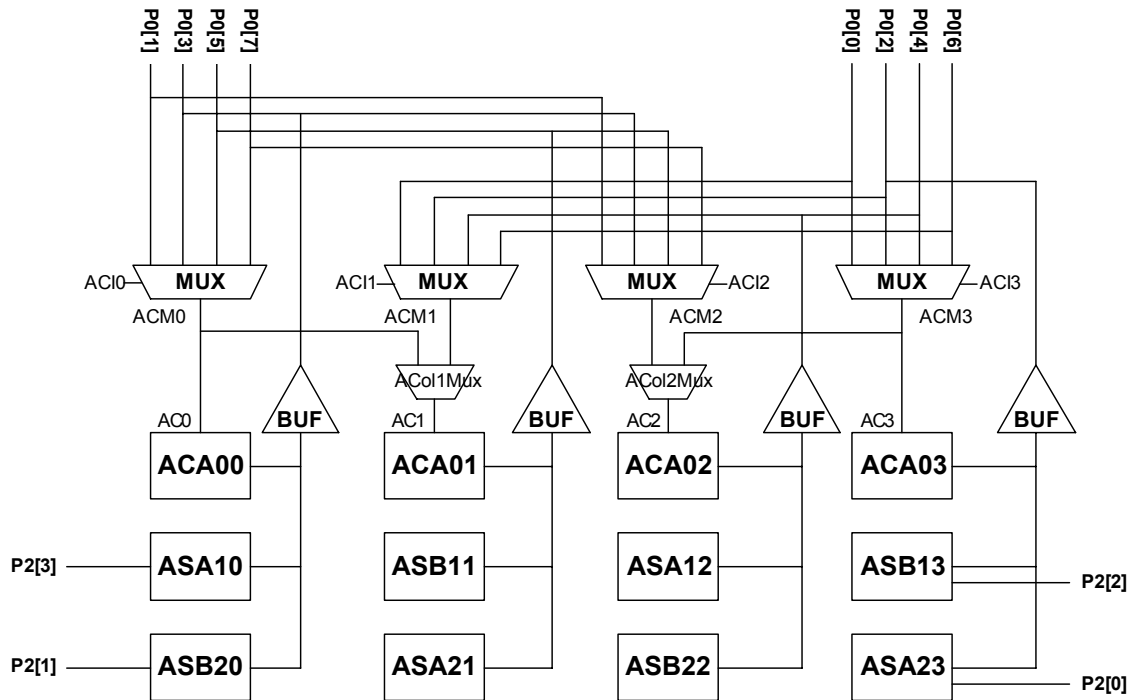 P0[1]
P0[3]
P0[5]
P0[7]
P0[0]
P0[2]
P0[4]
P0[6]
ACI0
MUX
ACI1
MUX
MUX
ACI2
MUX
ACI3
ACM0
ACM1
ACM2
ACM3
ACol1Mux
ACol2Mux
AC0
BUF
AC1
BUF
AC2
BUF
AC3
BUF
ACA00
ACA01
ACA02
ACA03
P2[3]
ASA10
ASB11
ASA12
ASB13
P2[2]
P2[1]
ASB20
ASA21
ASB22
ASA23
P2[0]